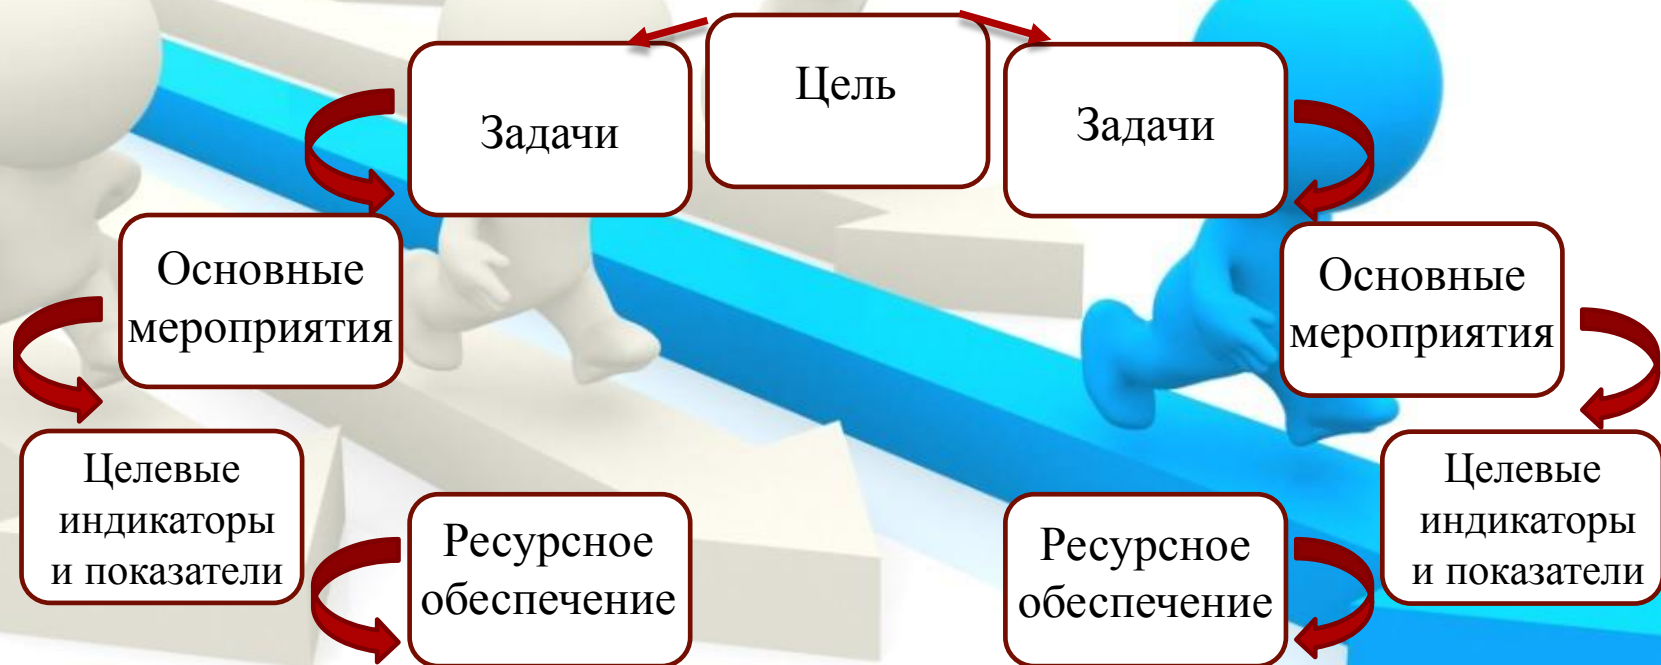 Цель
Задачи
Задачи
Основные
мероприятия
Основные
мероприятия
Целевые
индикаторы
и показатели
Целевые
индикаторы
и показатели
Ресурсное
обеспечение
Ресурсное
обеспечение